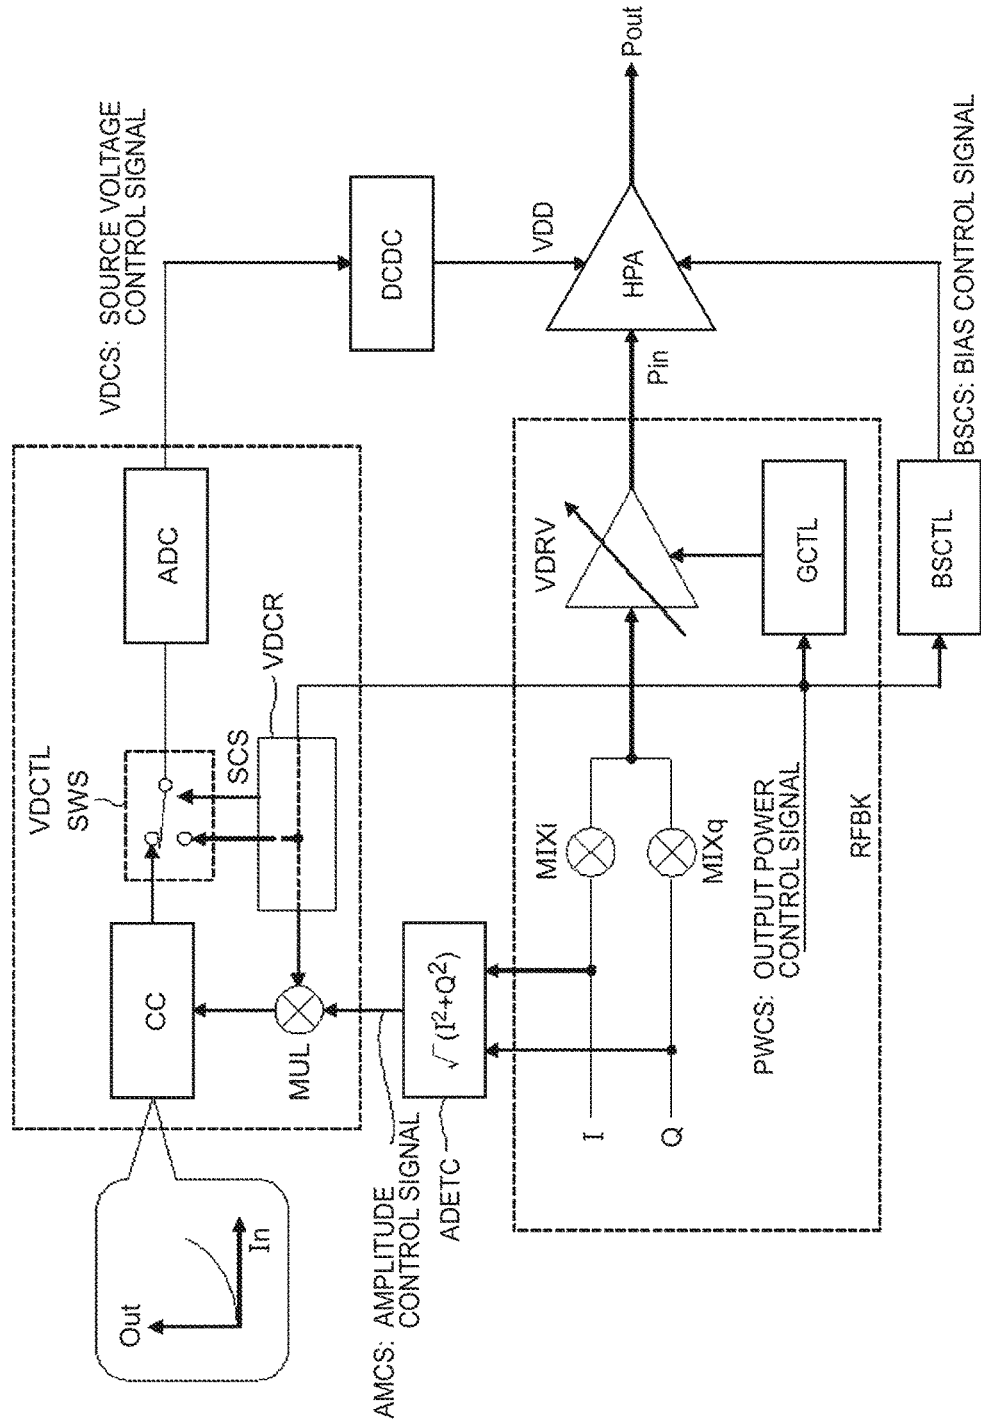 VDCS: SOURCE VOLTAGE
CONTROL SIGNAL
VDCTL
SWS
ADC
SCS
VDCR
CC
MUL
Out
In
DCDC
VDD
HPA
Pout
Pin
AMCS: AMPLITUDE
CONTROL SIGNAL
ADETC
√ (I²+Q²)
I
Q
MIXi
MIXq
VDRV
GCTL
PWCS: OUTPUT POWER
CONTROL SIGNAL
RFBK
BSCTL
BSCS: BIAS CONTROL SIGNAL